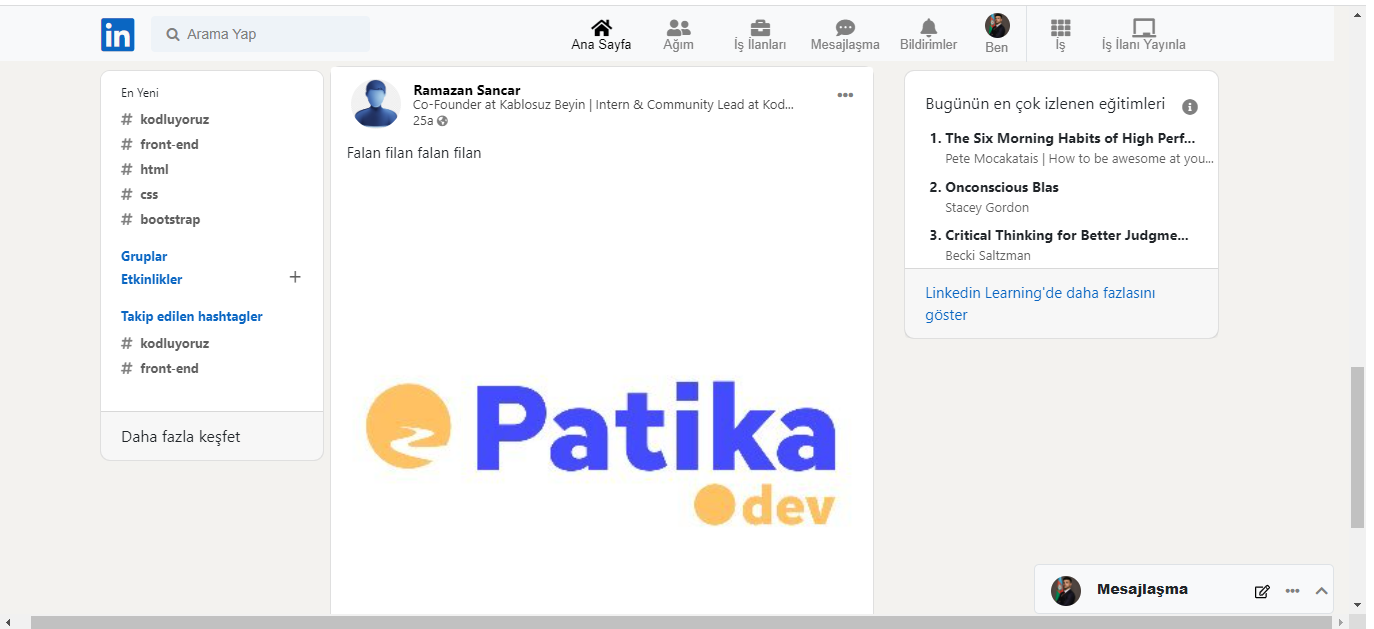 in
Arama Yap
Ana Sayfa
Ağım
İş İlanları
Mesajlaşma
Bildirimler
Ben
İş
İş İlanı Yayınla
En Yeni
# kodluyoruz
# front-end
# html
# css
# bootstrap
Gruplar
Etkinlikler +
Takip edilen hashtagler
# kodluyoruz
# front-end
Daha fazla keşfet
Ramazan Sancar
Co-Founder at Kablosuz Beyin | Intern & Community Lead at Kod...
25a
Falan filan falan filan
Patika
dev
Bugünün en çok izlenen eğitimleri
1. The Six Morning Habits of High Perf...
Pete Mocakatais | How to be awesome at you...
2. Onconscious Blas
Stacey Gordon
3. Critical Thinking for Better Judgme...
Becki Saltzman
Linkedin Learning'de daha fazlasını
göster
Mesajlaşma